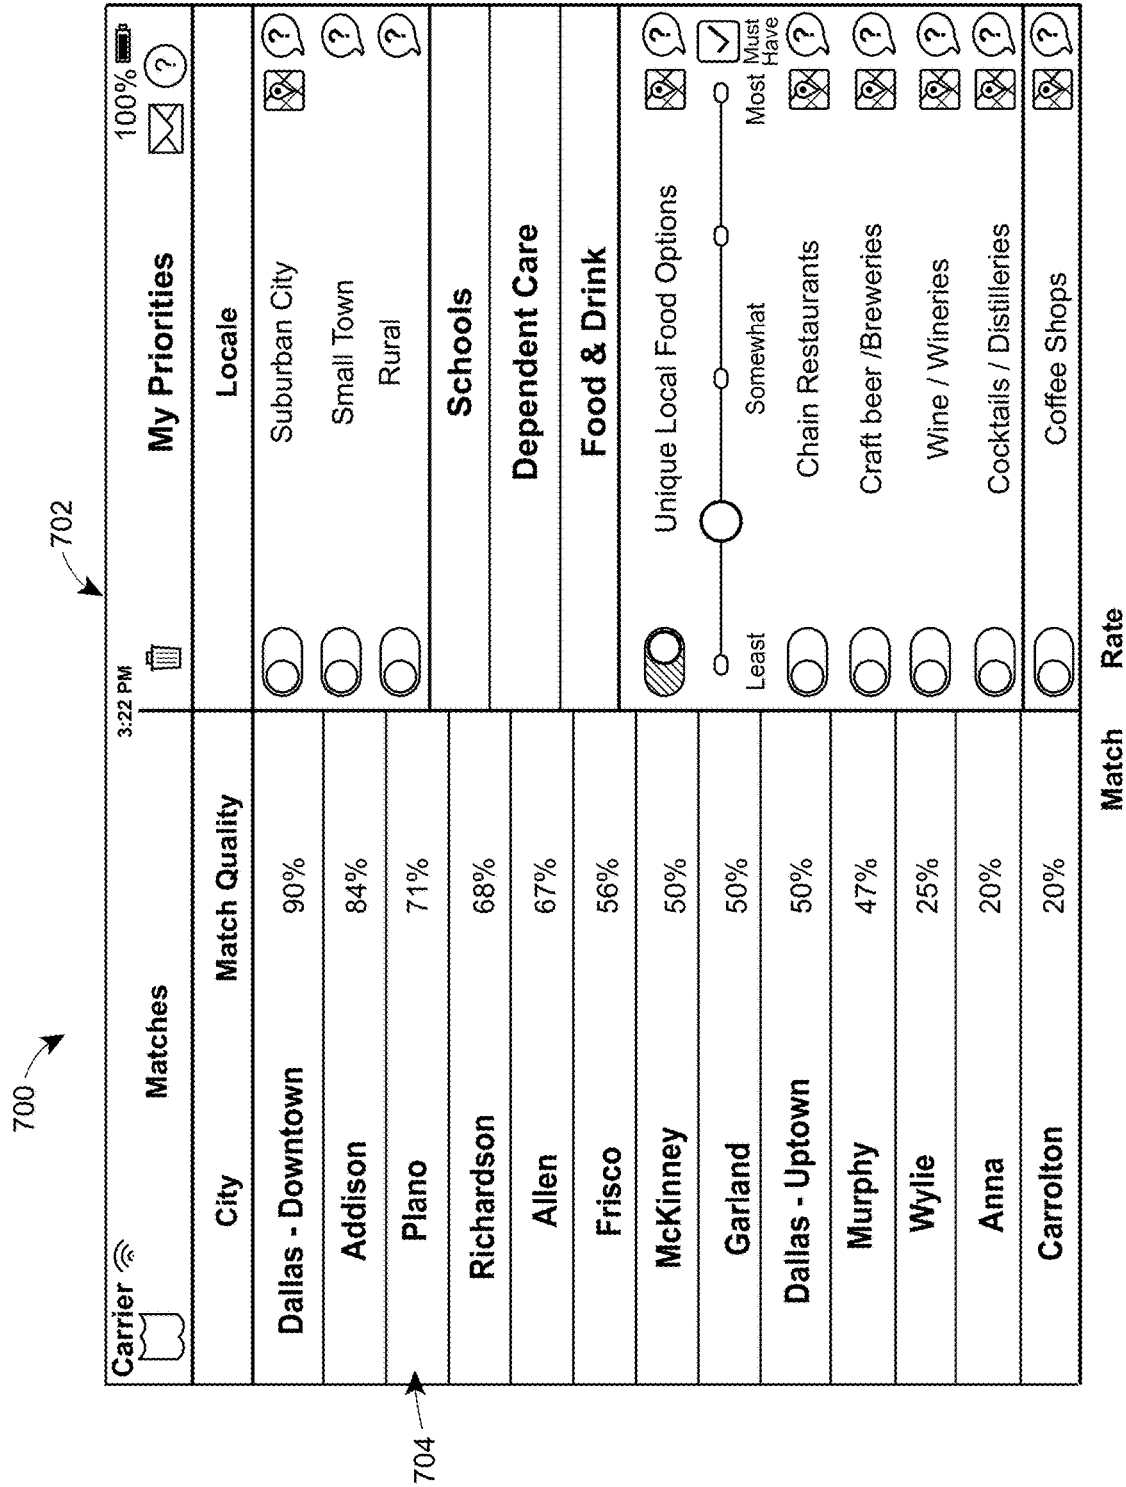 700
702
Carrier 3:22 PM 100%
Matches
My Priorities ?
City Match Quality
Dallas - Downtown 90%
Addison 84%
Plano 71%
Richardson 68%
Allen 67%
Frisco 56%
McKinney 50%
Garland 50%
Dallas - Uptown 50%
Murphy 47%
Wylie 25%
Anna 20%
Carrolton 20%
Locale
Suburban City ?
Small Town ?
Rural ?
Schools
Dependent Care
Food & Drink
Unique Local Food Options ?
Least Somewhat Most Must
Have
Chain Restaurants ?
Craft beer /Breweries ?
Wine / Wineries ?
Cocktails / Distilleries ?
Coffee Shops ?
Match Rate
704